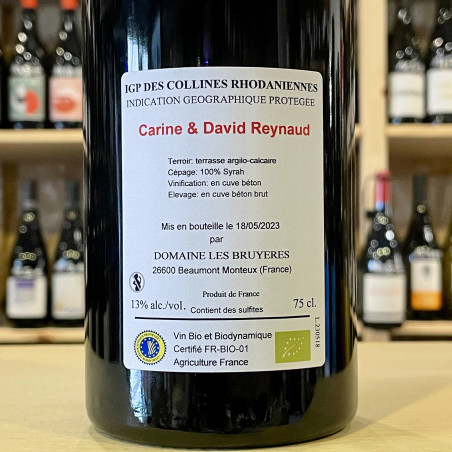 IGP DES COLLINES RHODANIENNES
INDICATION GEOGRAPHIQUE PROTEGEE
Carine & David Reynaud
Terroir: terrasse argilo-calcaire
Cépage: 100% Syrah
Vinification: en cuve béton
Elevage: en cuve béton brut
Mis en bouteille le 18/05/2023
par
DOMAINE LES BRUYERES
26600 Beaumont Monteux (France)
Produit de France
13% alc./vol.
Contient des sulfites
75 cl.
L.230518
Vin Bio et Biodynamique
Certifié FR-BIO-01
Agriculture France